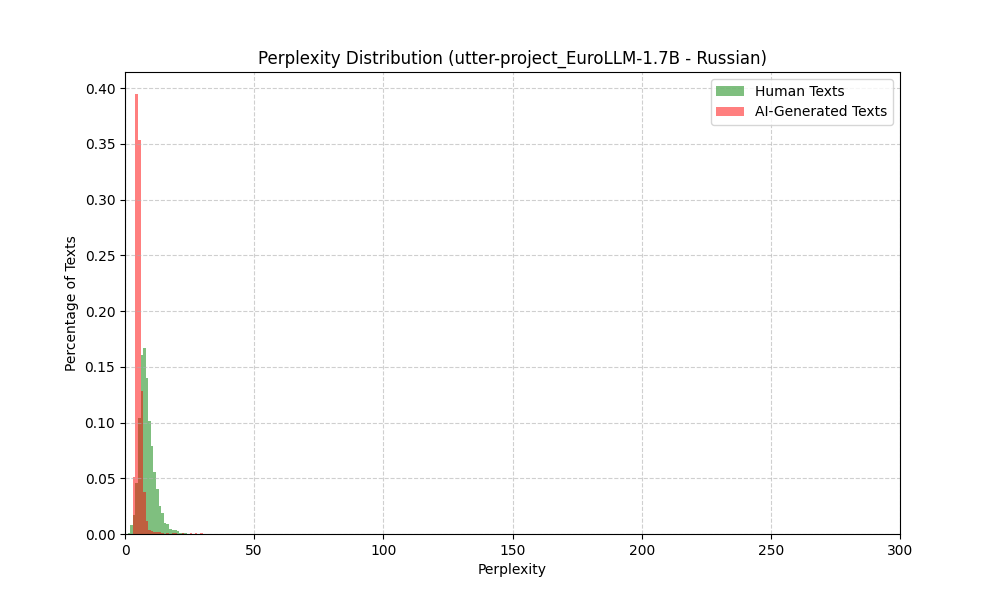 Perplexity Distribution (utter-project_EuroLLM-1.7B - Russian)
Human Texts
AI-Generated Texts
Percentage of Texts
0.40
0.35
0.30
0.25
0.20
0.15
0.10
0.05
0.00
0 50 100 150 200 250 300
Perplexity